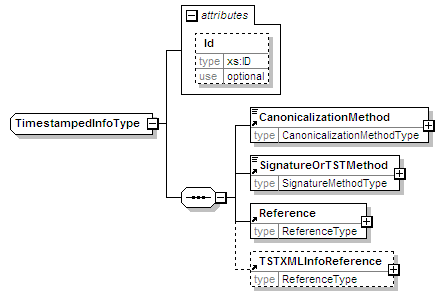 attributes
Id
type xs:ID
use optional
TimestampedInfoType
CanonicalizationMethod
type CanonicalizationMethodType
SignatureOrTSTMethod
type SignatureMethodType
Reference
type ReferenceType
TSTXMLInfoReference
type ReferenceType